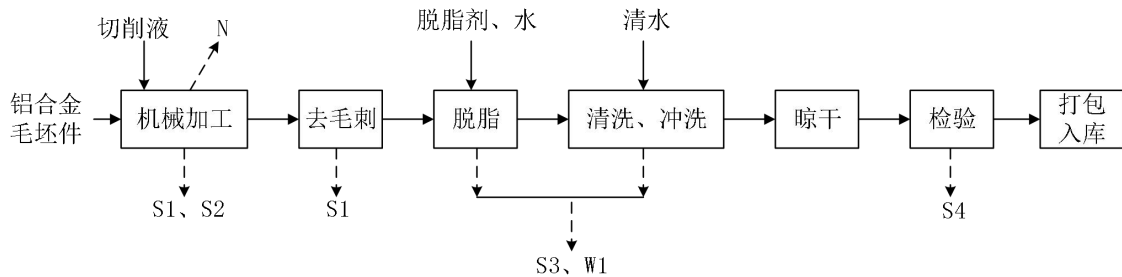 切削液
N
脱脂剂、水
清水
铝合金
毛坯件
机械加工
去毛刺
脱脂
清洗、冲洗
晾干
检验
打包
入库
S1、S2
S1
S4
S3、W1